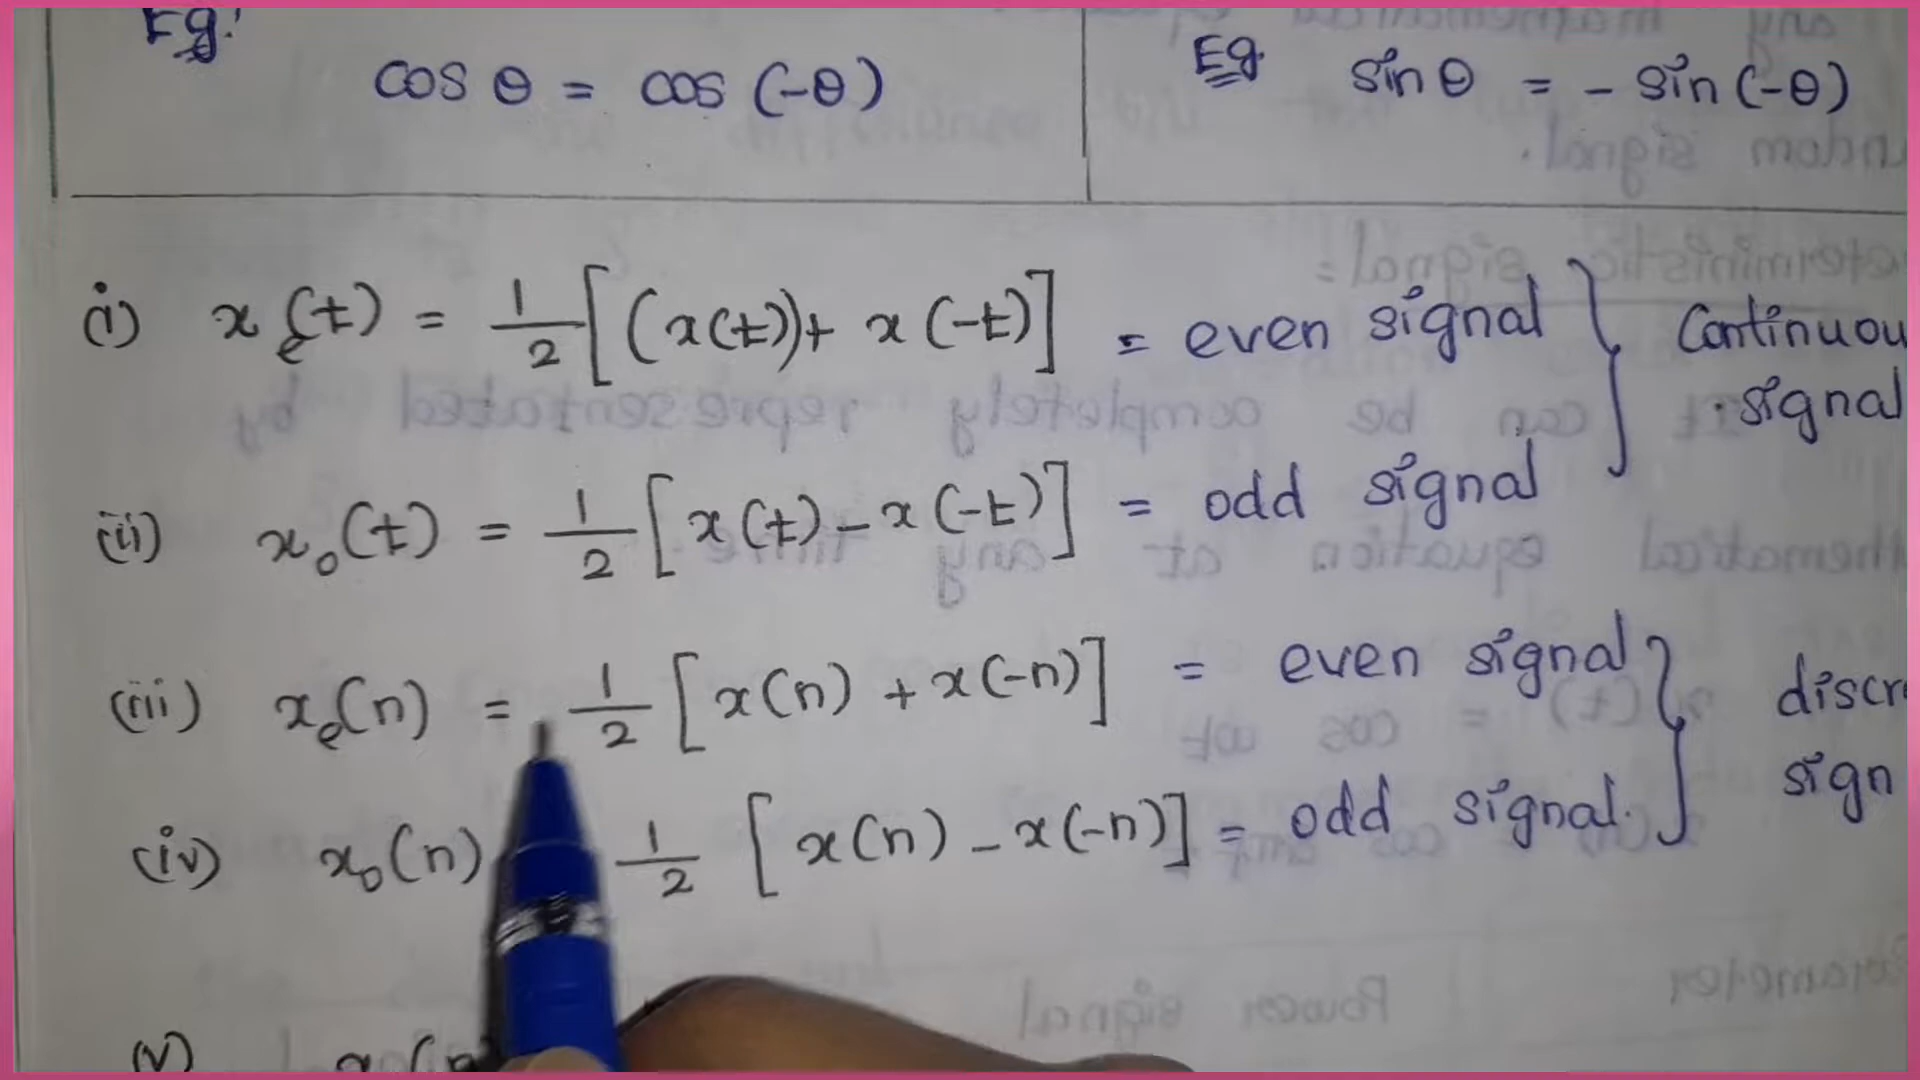 Eg:
cos θ = cos (-θ)
Eg. sin θ = - sin (-θ)
(i) xe(t) = 1/2 [(x(t))+ x(-t)] = even signal } Continuou signal
(ii) xo(t) = 1/2 [x(t) - x(-t)] = odd signal
(iii) xe(n) = 1/2 [x(n) + x(-n)] = even signal } discre sign
(iv) xo(n) 1/2 [x(n) - x(-n)] = odd signal.
(v) x(n